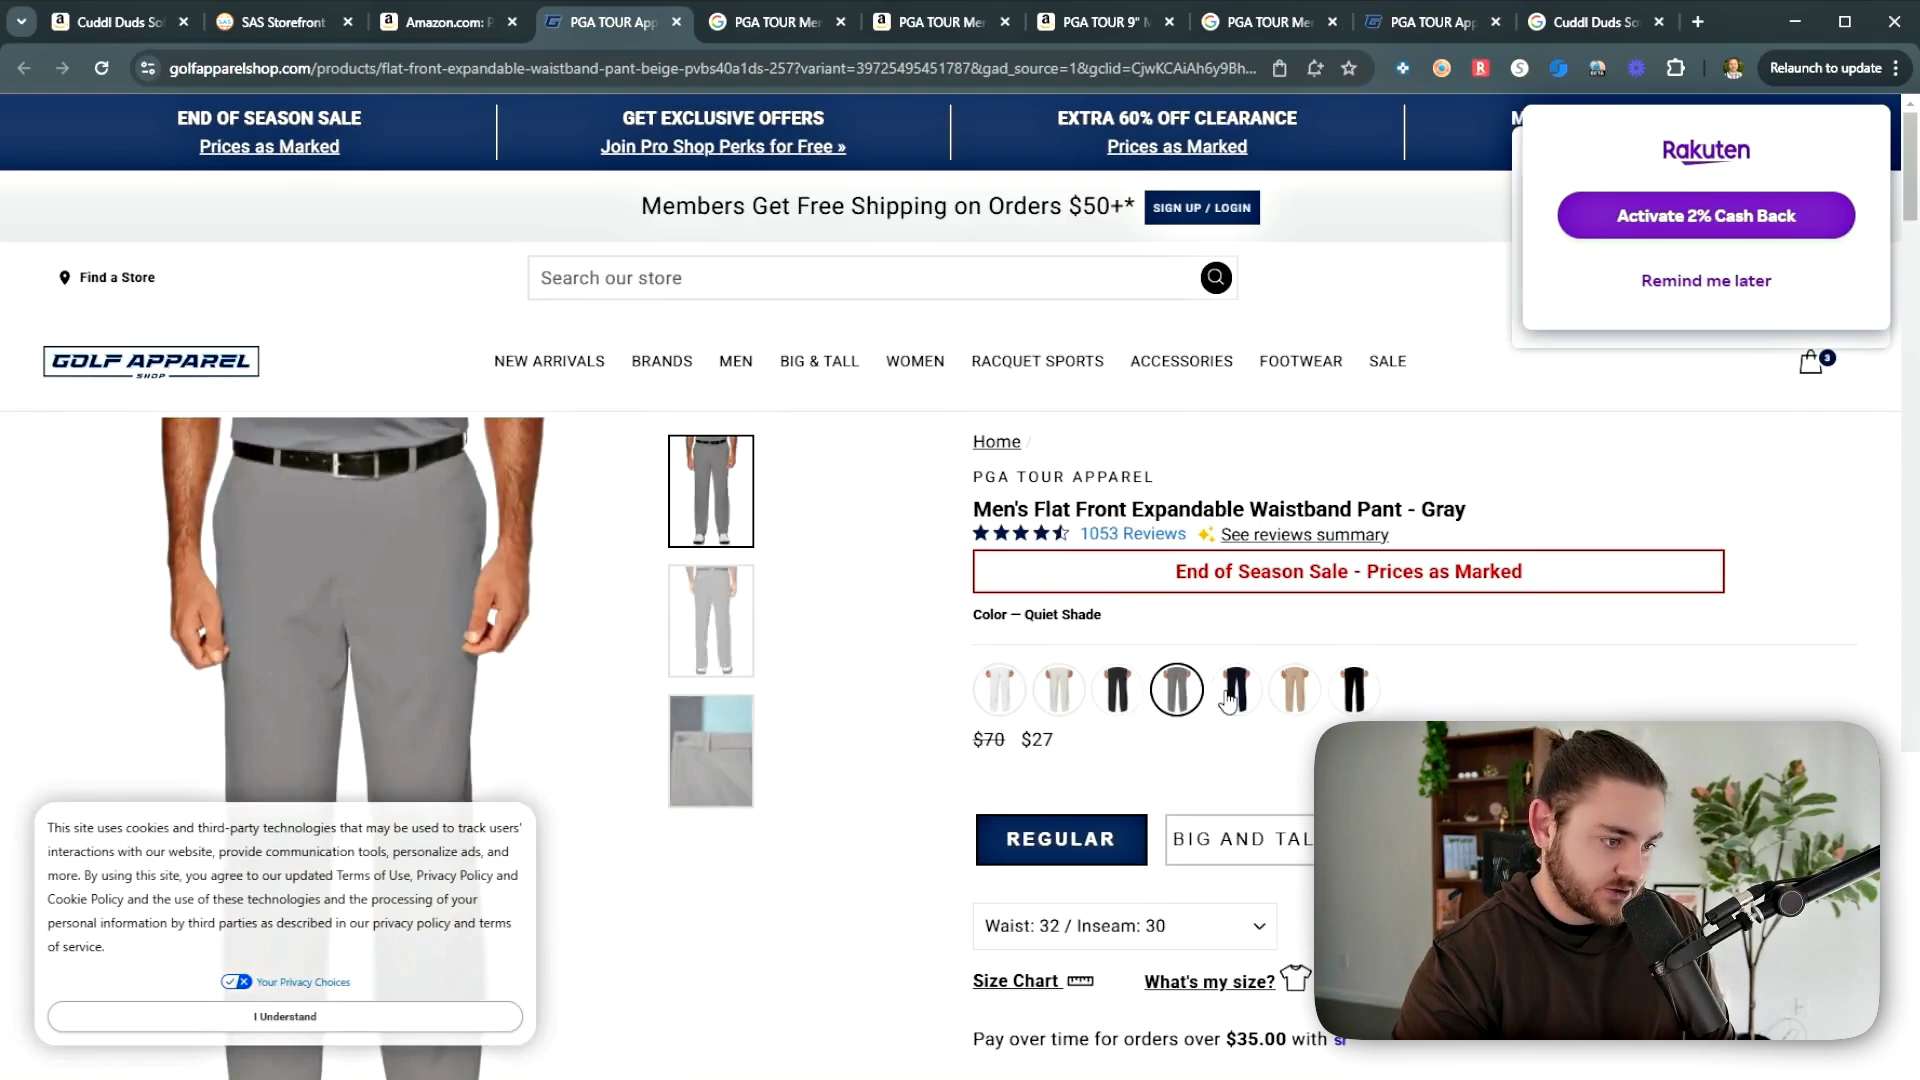 Cuddl Duds So
SAS Storefront
Amazon.com: P
PGA TOUR App
PGA TOUR Mer
PGA TOUR Mer
PGA TOUR 9" M
PGA TOUR Me
PGA TOUR App
Cuddl Duds So
golfapparelshop.com/products/flat-front-expandable-waistband-pant-beige-pvbs40a1ds-257?variant=39725495451787&gad_source=1&gclid=CjwKCAiAh6y9Bh...
Relaunch to update
END OF SEASON SALE
Prices as Marked
GET EXCLUSIVE OFFERS
Join Pro Shop Perks for Free »
EXTRA 60% OFF CLEARANCE
Prices as Marked
M
Rakuten
Activate 2% Cash Back
Remind me later
Members Get Free Shipping on Orders $50+*
SIGN UP / LOGIN
Find a Store
Search our store
GOLF APPAREL
SHOP
NEW ARRIVALS
BRANDS
MEN
BIG & TALL
WOMEN
RACQUET SPORTS
ACCESSORIES
FOOTWEAR
SALE
3
Home /
PGA TOUR APPAREL
Men's Flat Front Expandable Waistband Pant - Gray
1053 Reviews
See reviews summary
End of Season Sale - Prices as Marked
Color — Quiet Shade
$70 $27
REGULAR
BIG AND TAL
Waist: 32 / Inseam: 30
Size Chart
What's my size?
Pay over time for orders over $35.00 with
This site uses cookies and third-party technologies that may be used to track users'
interactions with our website, provide communication tools, personalize ads, and
more. By using this site, you agree to our updated Terms of Use, Privacy Policy and
Cookie Policy and the use of these technologies and the processing of your
personal information by third parties as described in our privacy policy and terms
of service.
Your Privacy Choices
I Understand